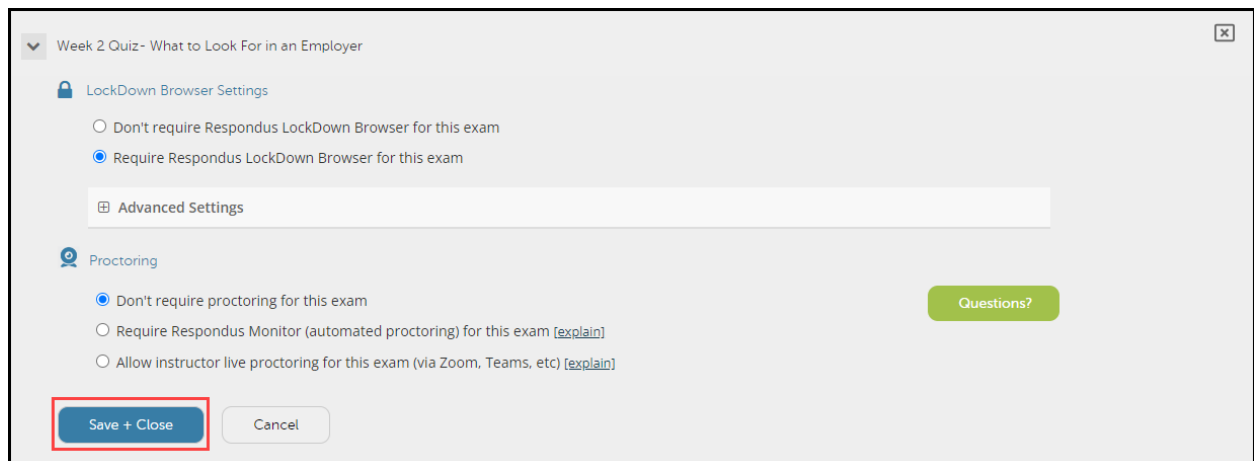 Week 2 Quiz- What to Look For in an Employer
LockDown Browser Settings
Don't require Respondus LockDown Browser for this exam
Require Respondus LockDown Browser for this exam
Advanced Settings
Proctoring
Don't require proctoring for this exam
Questions?
Require Respondus Monitor (automated proctoring) for this exam [explain]
Allow instructor live proctoring for this exam (via Zoom, Teams, etc) [explain]
Save + Close
Cancel